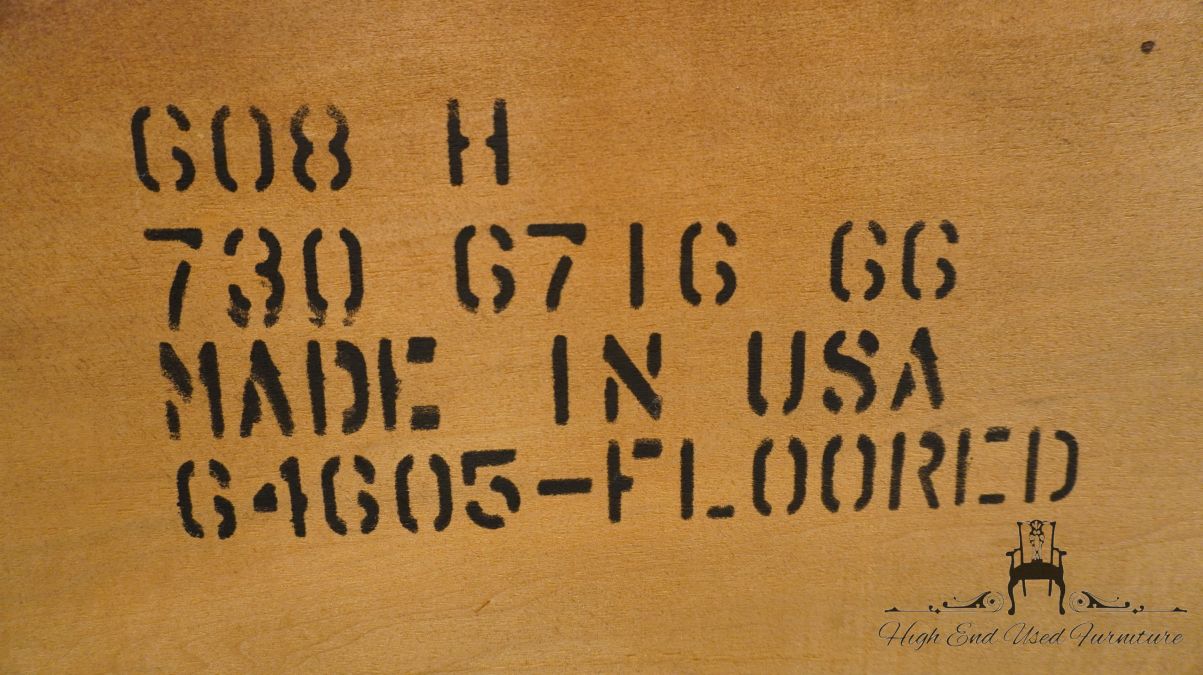 608 H
730 6716 66
MADE IN USA
64605-FLOORED
High End Used Furniture